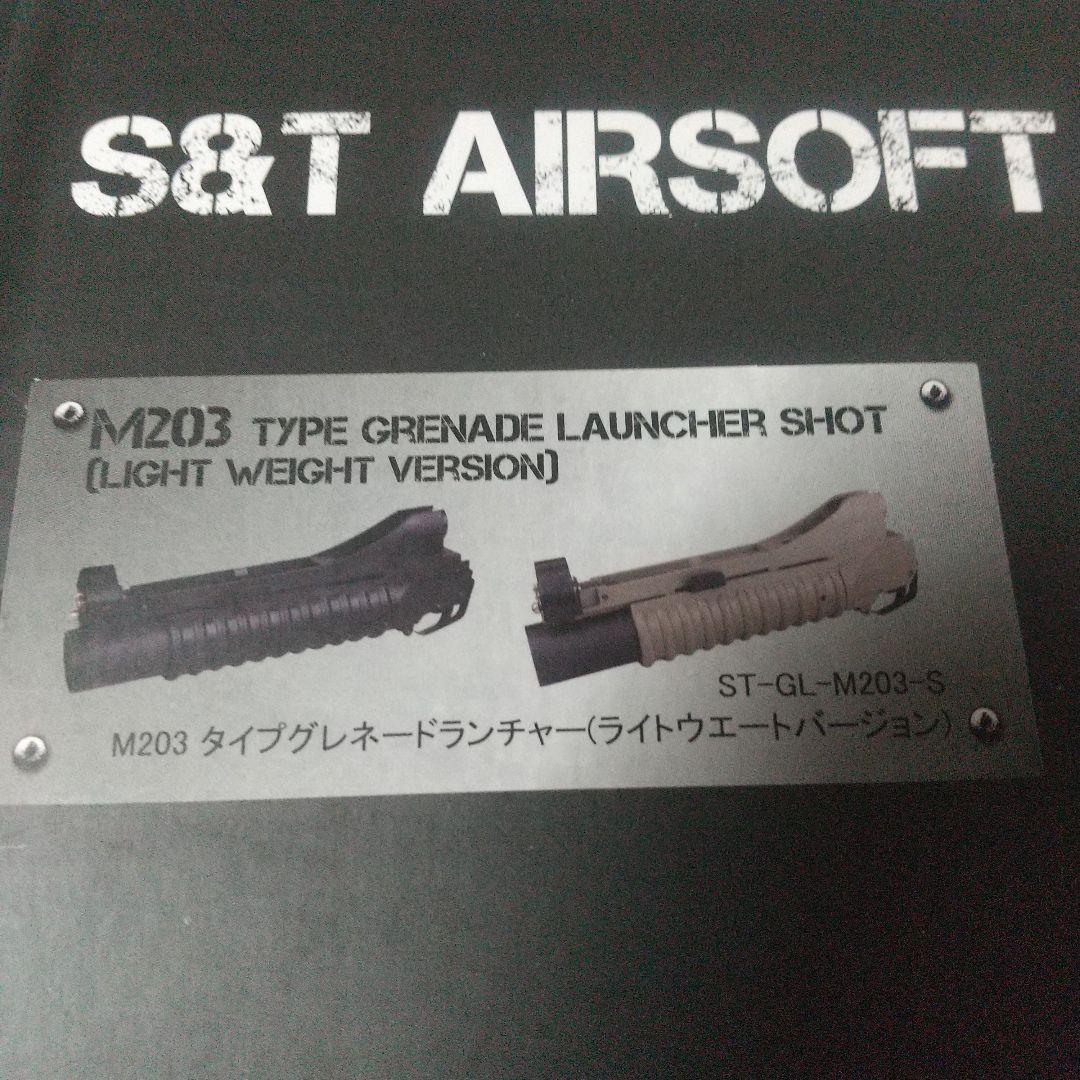 S&T AIRSOFT
M203 TYPE GRENADE LAUNCHER SHOT
(LIGHT WEIGHT VERSION)
ST-GL-M203-S
M203 タイプグレネードランチャー(ライトウエートバージョン)